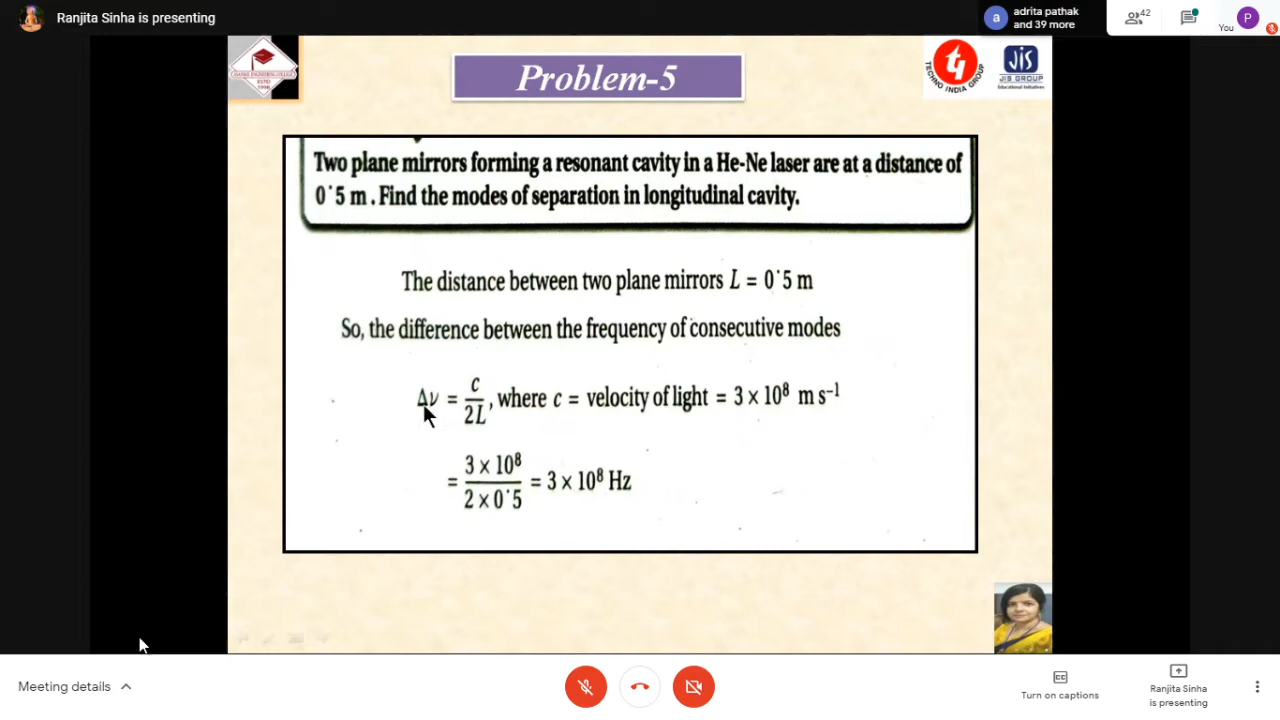 Ranjita Sinha is presenting
a
adrita pathak
and 39 more
42
You
P
Problem-5
TECHNO INDIA GROUP
JIS
JIS GROUP
Educational Initiatives
Two plane mirrors forming a resonant cavity in a He-Ne laser are at a distance of
0˙5 m . Find the modes of separation in longitudinal cavity.
The distance between two plane mirrors L = 0˙5 m
So, the difference between the frequency of consecutive modes
Δν = c/2L, where c = velocity of light = 3 × 10⁸ m s⁻¹
= 3 × 10⁸ / 2 × 0˙5 = 3 × 10⁸ Hz
Meeting details
CC
Turn on captions
Ranjita Sinha
is presenting